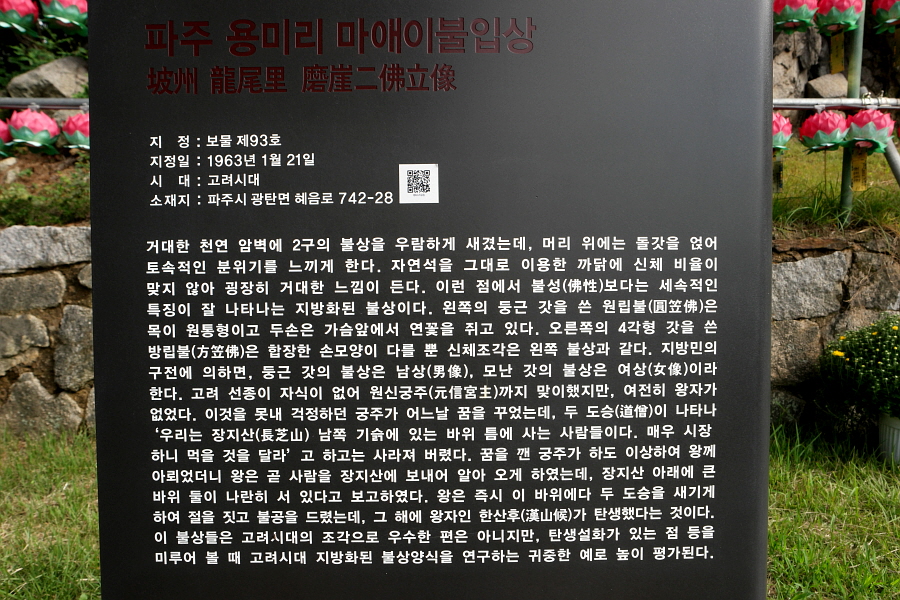 파주 용미리 마애이불입상
坡州 龍尾里 磨崖二佛立像
지 정 : 보물 제93호
지정일 : 1963년 1월 21일
시 대 : 고려시대
소재지 : 파주시 광탄면 혜음로 742-28
거대한 천연 암벽에 2구의 불상을 우람하게 새겼는데, 머리 위에는 돌갓을 얹어
토속적인 분위기를 느끼게 한다. 자연석을 그대로 이용한 까닭에 신체 비율이
맞지 않아 굉장히 거대한 느낌이 든다. 이런 점에서 불성(佛性)보다는 세속적인
특징이 잘 나타나는 지방화된 불상이다. 왼쪽의 둥근 갓을 쓴 원립불(圓笠佛)은
목이 원통형이고 두손은 가슴앞에서 연꽃을 쥐고 있다. 오른쪽의 4각형 갓을 쓴
방립불(方笠佛)은 합장한 손모양이 다를 뿐 신체조각은 왼쪽 불상과 같다. 지방민의
구전에 의하면, 둥근 갓의 불상은 남상(男像), 모난 갓의 불상은 여상(女像)이라
한다. 고려 선종이 자식이 없어 원신궁주(元信宮主)까지 맞이했지만, 여전히 왕자가
없었다. 이것을 못내 걱정하던 궁주가 어느날 꿈을 꾸었는데, 두 도승(道僧)이 나타나
‘우리는 장지산(長芝山) 남쪽 기슭에 있는 바위 틈에 사는 사람들이다. 매우 시장
하니 먹을 것을 달라’ 고 하고는 사라져 버렸다. 꿈을 깬 궁주가 하도 이상하여 왕께
아뢰었더니 왕은 곧 사람을 장지산에 보내어 알아 오게 하였는데, 장지산 아래에 큰
바위 둘이 나란히 서 있다고 보고하였다. 왕은 즉시 이 바위에다 두 도승을 새기게
하여 절을 짓고 불공을 드렸는데, 그 해에 왕자인 한산후(漢山候)가 탄생했다는 것이다.
이 불상들은 고려시대의 조각으로 우수한 편은 아니지만, 탄생설화가 있는 점 등을
미루어 볼 때 고려시대 지방화된 불상양식을 연구하는 귀중한 예로 높이 평가된다.